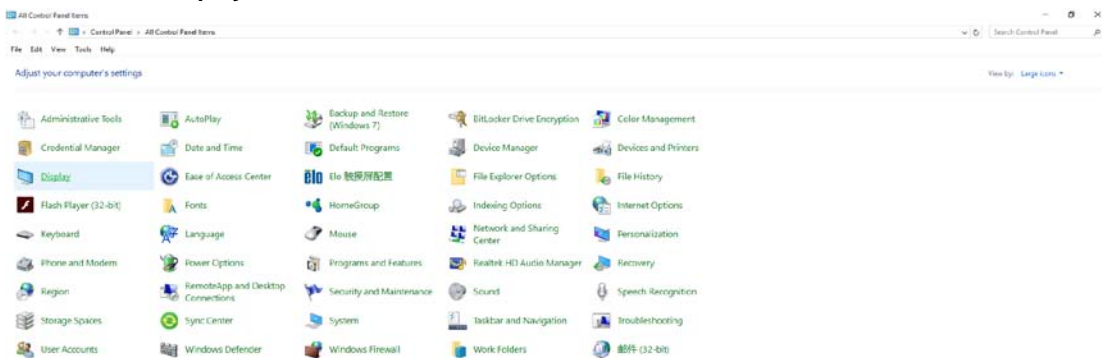 All Control Panel Items
Control Panel > All Control Panel Items
Search Control Panel
File Edit View Tools Help
Adjust your computer's settings
View by: Large icons
Administrative Tools
AutoPlay
Backup and Restore
(Windows 7)
BitLocker Drive Encryption
Color Management
Credential Manager
Date and Time
Default Programs
Device Manager
Devices and Printers
Display
Ease of Access Center
elo
Elo 触摸屏配置
File Explorer Options
File History
Flash Player (32-bit)
Fonts
HomeGroup
Indexing Options
Internet Options
Keyboard
Language
Mouse
Network and Sharing
Center
Personalization
Phone and Modem
Power Options
Programs and Features
Realtek HD Audio Manager
Recovery
Region
RemoteApp and Desktop
Connections
Security and Maintenance
Sound
Speech Recognition
Storage Spaces
Sync Center
System
Taskbar and Navigation
Troubleshooting
User Accounts
Windows Defender
Windows Firewall
Work Folders
邮件 (32-bit)